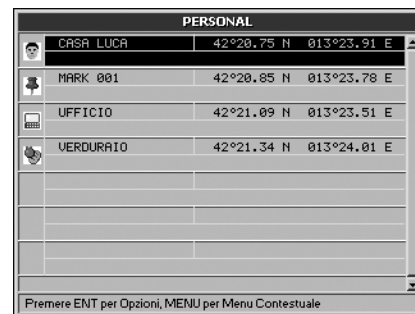 PERSONAL
CASA LUCA 42°20.75 N 013°23.91 E
MARK 001 42°20.85 N 013°23.78 E
UFFICIO 42°21.09 N 013°23.51 E
VERDURAIO 42°21.34 N 013°24.01 E
Premere ENT per Opzioni, MENU per Menu Contestuale